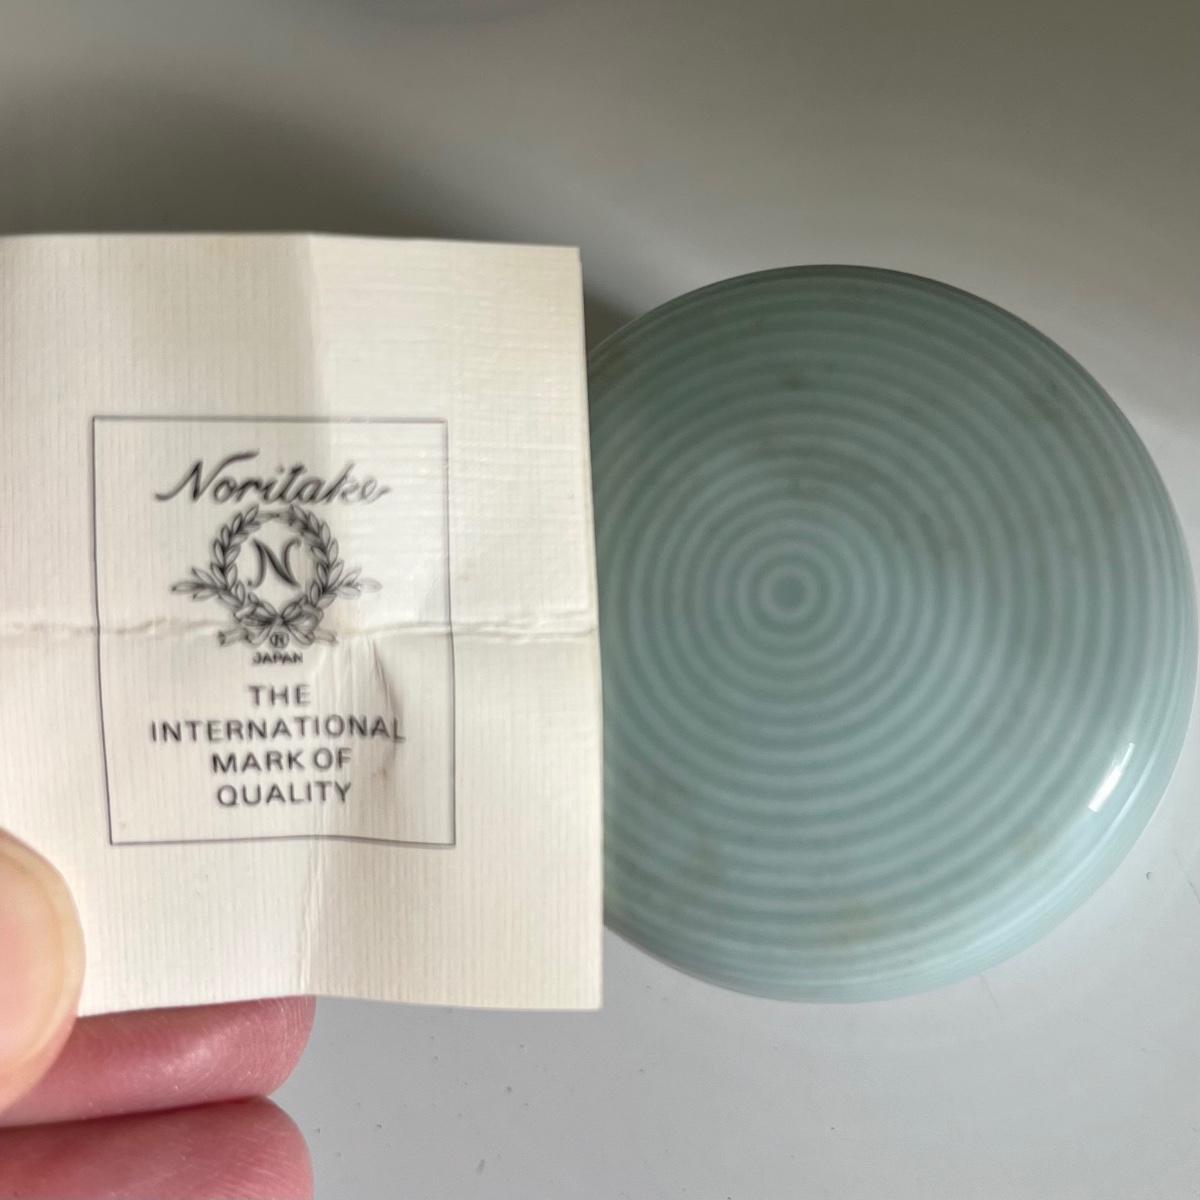 Noritake
N
®
JAPAN
THE
INTERNATIONAL
MARK OF
QUALITY